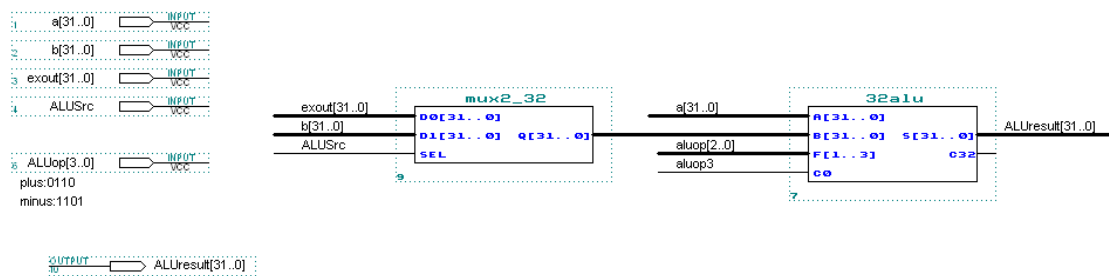 1 a[31..0] INPUT VCC
2 b[31..0] INPUT VCC
3 exout[31..0] INPUT VCC
4 ALUSrc INPUT VCC
6 ALUop[3..0] INPUT VCC
plus:0110
minus:1101
OUTPUT 10 ALUresult[31..0]
mux2_32
exout[31..0] D0[31..0]
b[31..0] D1[31..0] Q[31..0]
ALUSrc SEL
9
32alu
a[31..0] A[31..0]
B[31..0] S[31..0] ALUresult[31..0]
aluop[2..0] F[1..3] C32
aluop3 C0
7